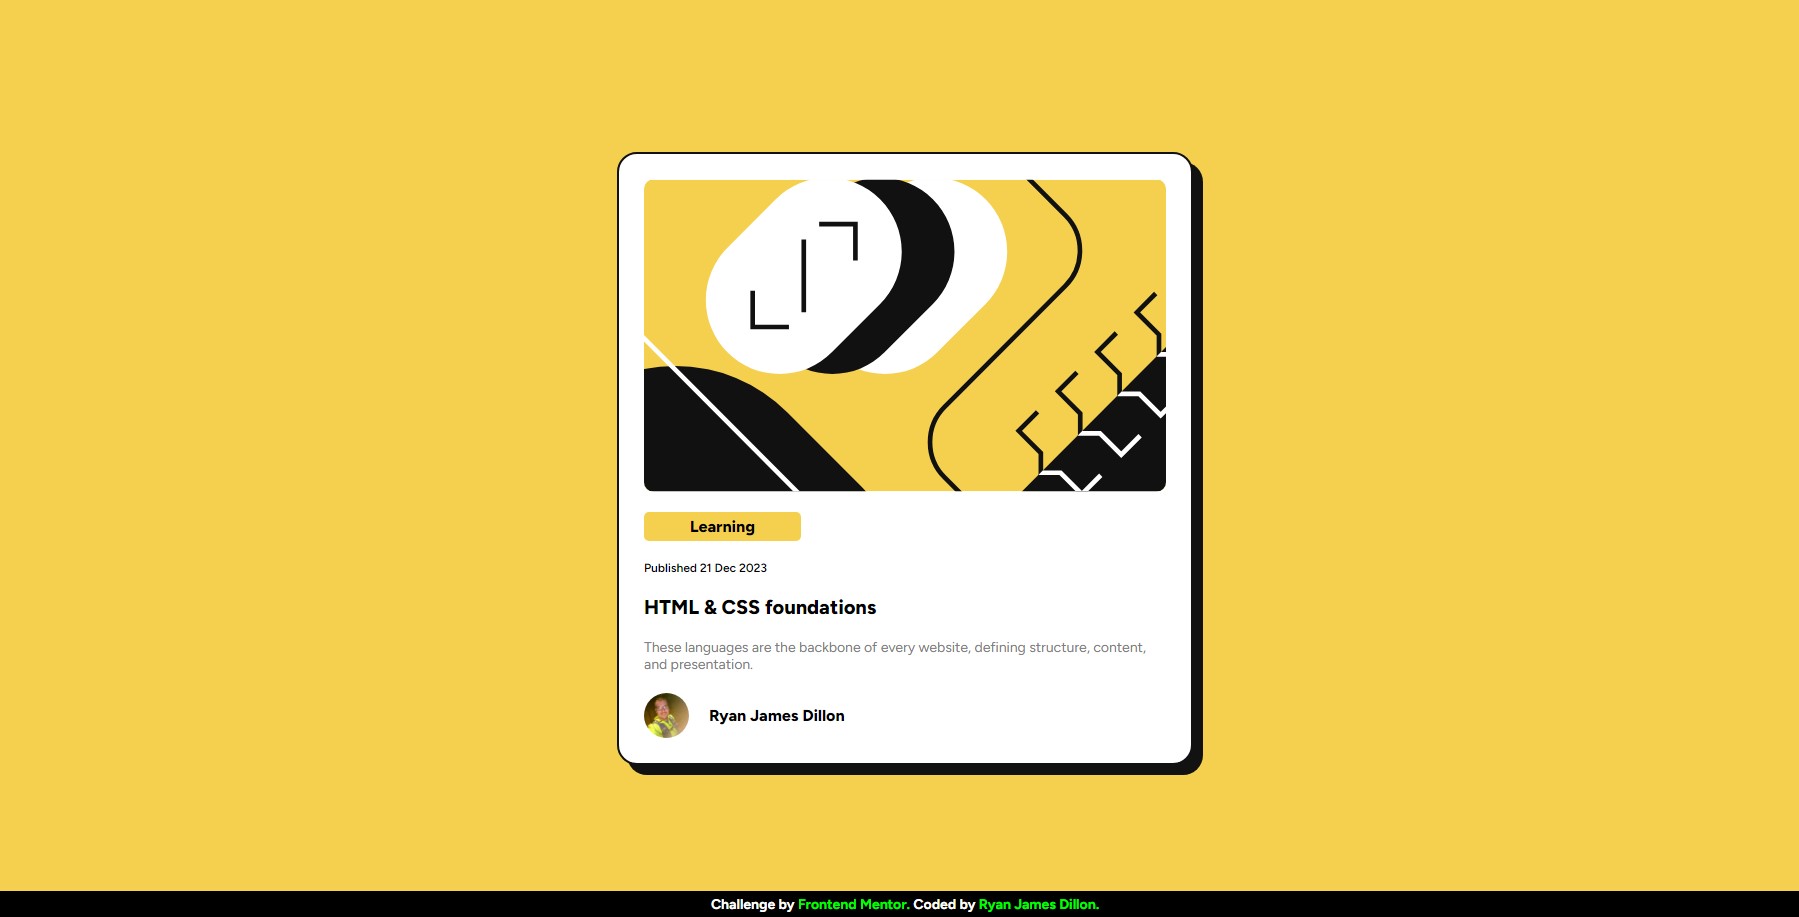 Learning
Published 21 Dec 2023
HTML & CSS foundations
These languages are the backbone of every website, defining structure, content,
and presentation.
Ryan James Dillon
Challenge by Frontend Mentor. Coded by Ryan James Dillon.